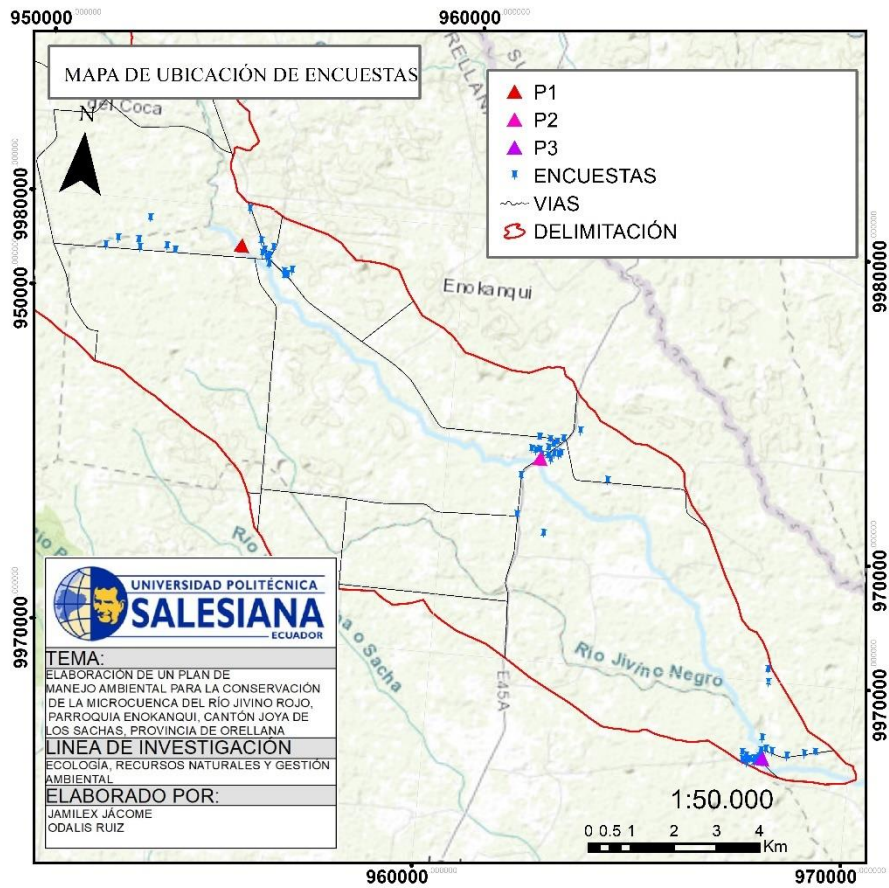 950000
960000
MAPA DE UBICACIÓN DE ENCUESTAS
del Coca
N
P1
P2
P3
ENCUESTAS
VIAS
DELIMITACIÓN
9980000
950000
9980000
Enokanqui
970000
9970000
9970000
Río
Río Jivino Negro
a o Sacha
E45A
UNIVERSIDAD POLITÉCNICA
SALESIANA
ECUADOR
TEMA:
ELABORACIÓN DE UN PLAN DE
MANEJO AMBIENTAL PARA LA CONSERVACIÓN
DE LA MICROCUENCA DEL RÍO JIVINO ROJO,
PARROQUIA ENOKANQUI, CANTÓN JOYA DE
LOS SACHAS, PROVINCIA DE ORELLANA
LINEA DE INVESTIGACIÓN
ECOLOGÍA, RECURSOS NATURALES Y GESTIÓN
AMBIENTAL
ELABORADO POR:
JAMILEX JÁCOME
ODALIS RUIZ
1:50.000
0 0.5 1 2 3 4
Km
960000
970000